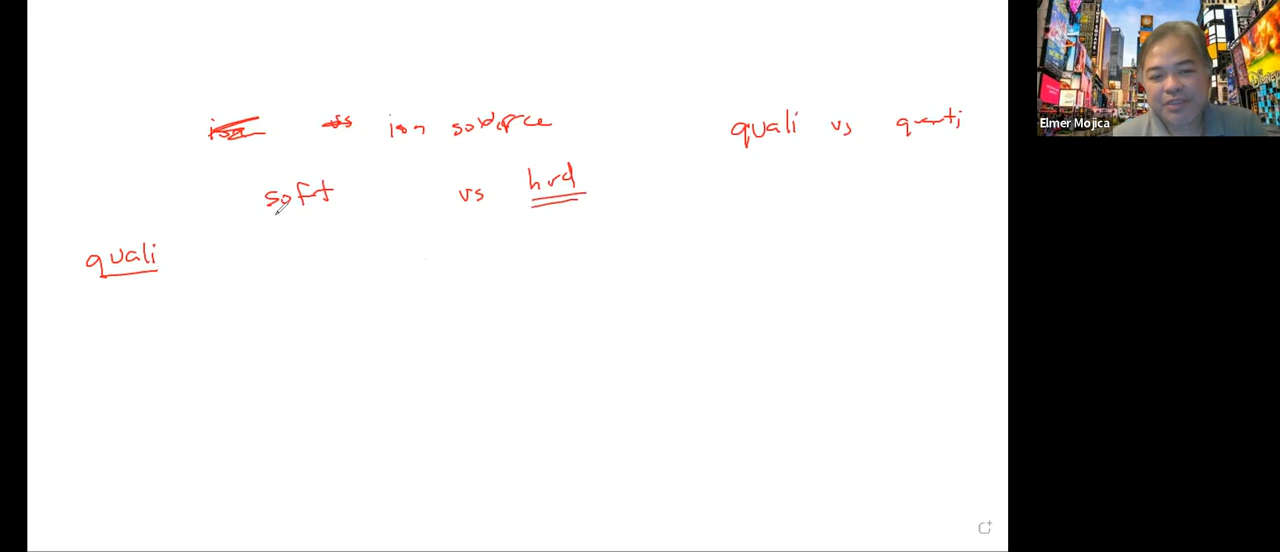 ion source quali vs quanti
soft vs hrd
quali
Elmer Mojica